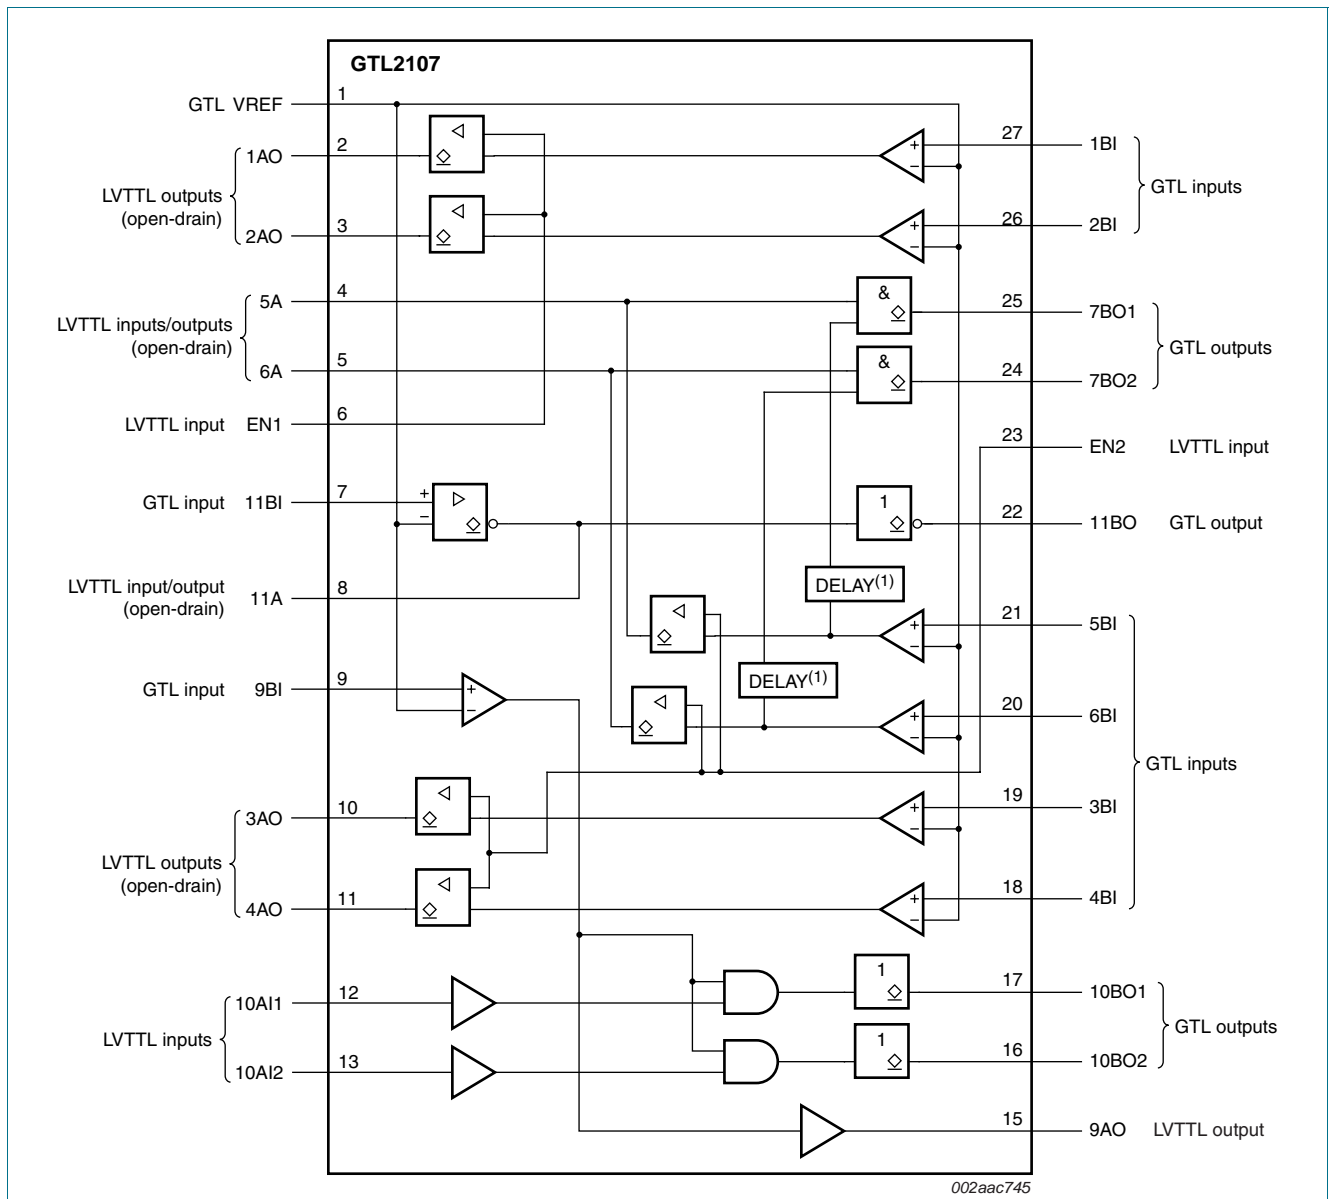 GTL2107
GTL VREF 1
27 1BI
1AO 2
GTL inputs
LVTTL outputs
(open-drain)
26 2BI
2AO 3
+
−
+
−
5A 4
&
25 7BO1
LVTTL inputs/outputs
(open-drain)
GTL outputs
6A 5
&
24 7BO2
LVTTL input EN1 6
23 EN2 LVTTL input
GTL input 11BI 7
+
−
1
22 11BO GTL output
LVTTL input/output
(open-drain)
11A 8
DELAY(1)
+
−
21 5BI
GTL input 9BI 9
+
−
DELAY(1)
+
−
20 6BI
GTL inputs
3AO 10
+
−
19 3BI
LVTTL outputs
(open-drain)
4AO 11
+
−
18 4BI
10AI1 12
1
17 10BO1
LVTTL inputs
GTL outputs
10AI2 13
1
16 10BO2
15 9AO LVTTL output
002aac745